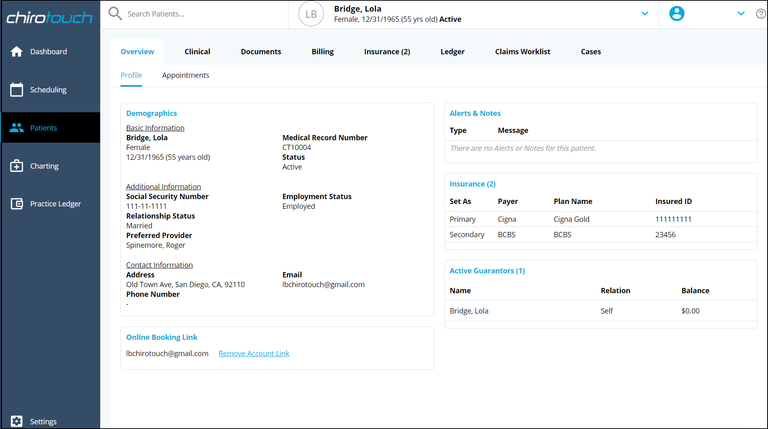 chirotouch
Search Patients...
LB
Bridge, Lola
Female, 12/31/1965 (55 yrs old) Active
Dashboard
Scheduling
Patients
Charting
Practice Ledger
Settings
Overview Clinical Documents Billing Insurance (2) Ledger Claims Worklist Cases
Profile Appointments
Demographics
Basic Information
Bridge, Lola Medical Record Number
Female CT10004
12/31/1965 (55 years old) Status
Active
Additional Information
Social Security Number Employment Status
111-11-1111 Employed
Relationship Status
Married
Preferred Provider
Spinemore, Roger
Contact Information
Address Email
Old Town Ave, San Diego, CA, 92110 lbchirotouch@gmail.com
Phone Number
-
Online Booking Link
lbchirotouch@gmail.com Remove Account Link
Alerts & Notes
Type Message
There are no Alerts or Notes for this patient.
Insurance (2)
Set As Payer Plan Name Insured ID
Primary Cigna Cigna Gold 111111111
Secondary BCBS BCBS 23456
Active Guarantors (1)
Name Relation Balance
Bridge, Lola Self $0.00